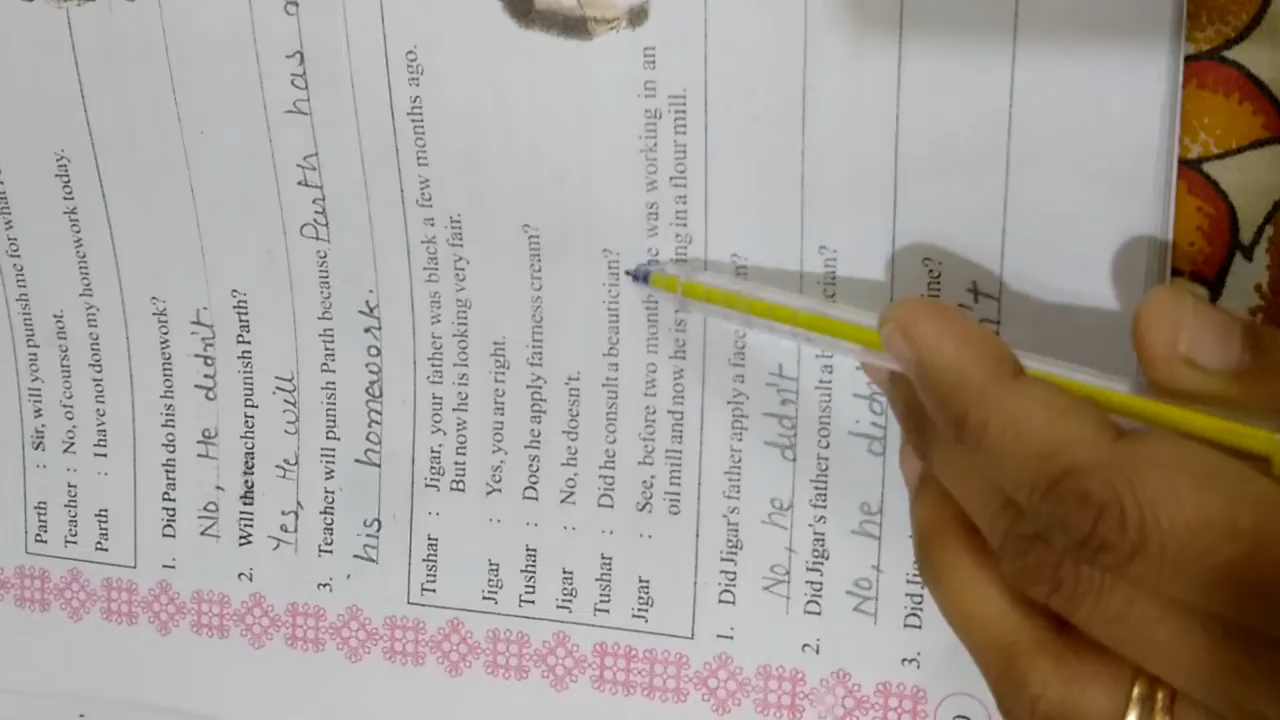 Parth : Sir, will you punish me for
Teacher : No, of course not.
Parth : I have not done my homework today.
1. Did Parth do his homework?
No, He didn't.
2. Will the teacher punish Parth?
Yes, He will
3. Teacher will punish Parth because Parth has
his homework.
Tushar : Jigar, your father was black a few months ago.
But now he is looking very fair.
Jigar : Yes, you are right.
Tushar : Does he apply fairness cream?
Jigar : No, he doesn't.
Tushar : Did he consult a beautician?
Jigar : See, before two he was working in an
oil mill and now he is in a flour mill.
1. Did Jigar's father apply a face
No, he didn't
2. Did Jigar's father consult a
No, he
3. Did